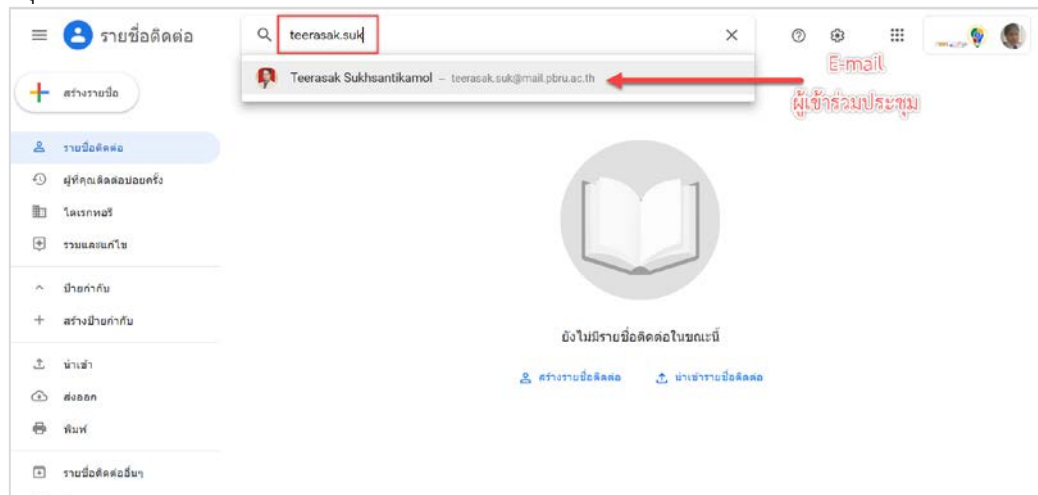 รายชื่อติดต่อ
teerasak.suk
Teerasak Sukhsantikamol – teerasak.suk@mail.pbru.ac.th
E-mail
ผู้เข้าร่วมประชุม
สร้างรายชื่อ
รายชื่อติดต่อ
ผู้ที่คุณติดต่อบ่อยครั้ง
ไดเรกทอรี
รวมและแก้ไข
ป้ายกำกับ
สร้างป้ายกำกับ
ยังไม่มีรายชื่อติดต่อในขณะนี้
นำเข้า
สร้างรายชื่อติดต่อ
นำเข้ารายชื่อติดต่อ
ส่งออก
พิมพ์
รายชื่อติดต่ออื่นๆ